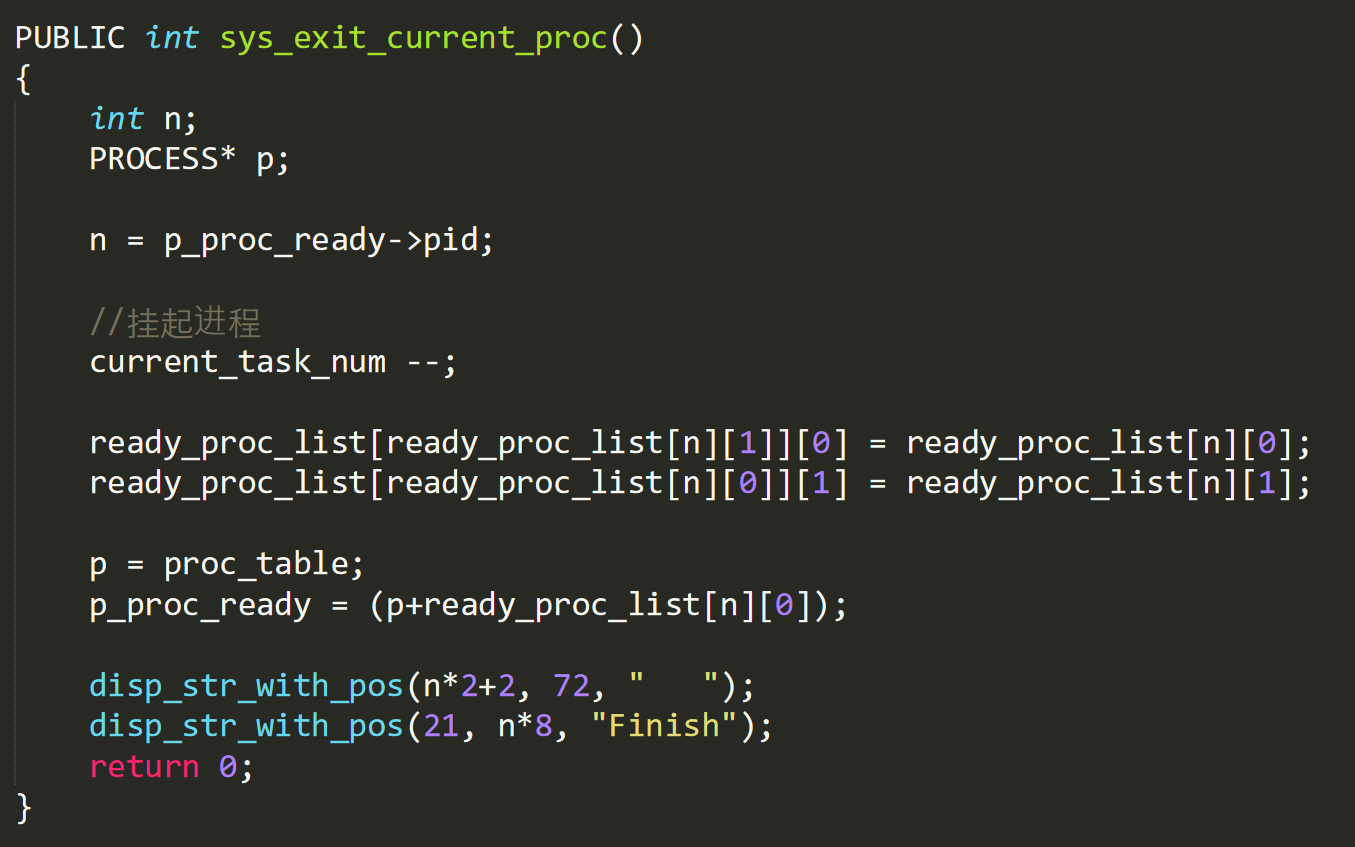 PUBLIC int sys_exit_current_proc()
{
    int n;
    PROCESS* p;

    n = p_proc_ready->pid;

    //挂起进程
    current_task_num --;

    ready_proc_list[ready_proc_list[n][1]][0] = ready_proc_list[n][0];
    ready_proc_list[ready_proc_list[n][0]][1] = ready_proc_list[n][1];

    p = proc_table;
    p_proc_ready = (p+ready_proc_list[n][0]);

    disp_str_with_pos(n*2+2, 72, "   ");
    disp_str_with_pos(21, n*8, "Finish");
    return 0;
}